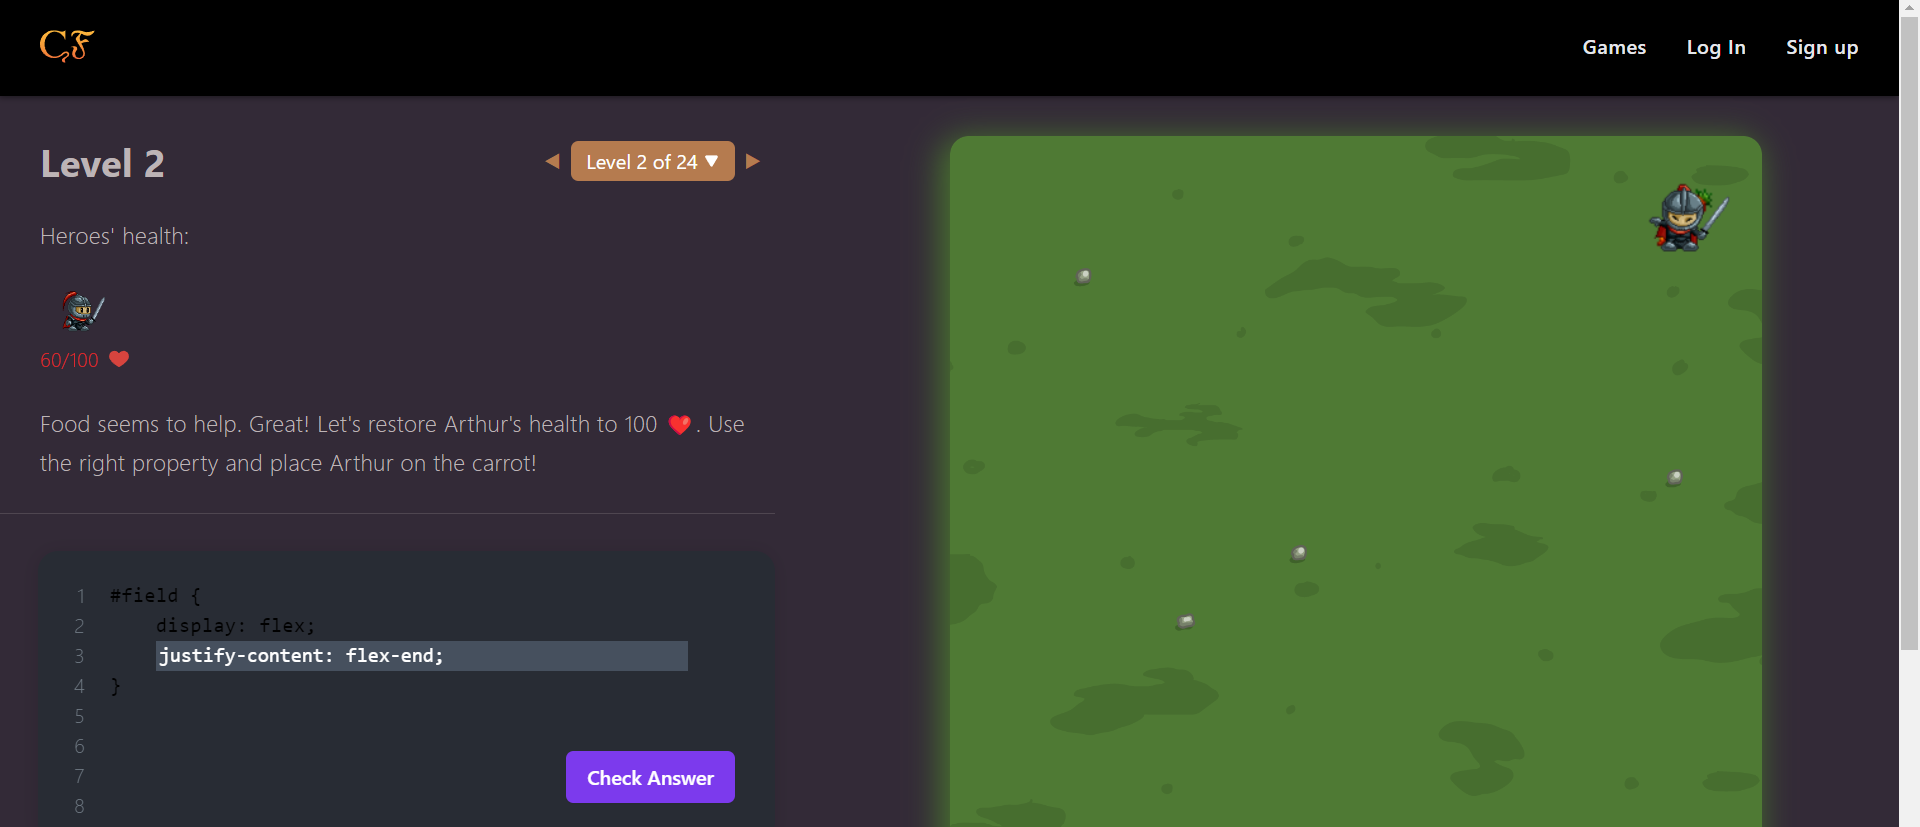 CF
Games
Log In
Sign up
Level 2
◀ Level 2 of 24 ▼ ▶
Heroes' health:
60/100 ❤
Food seems to help. Great! Let's restore Arthur's health to 100 ❤️. Use
the right property and place Arthur on the carrot!
1 #field {
2     display: flex;
3     justify-content: flex-end;
4 }
5
6
7
Check Answer
8